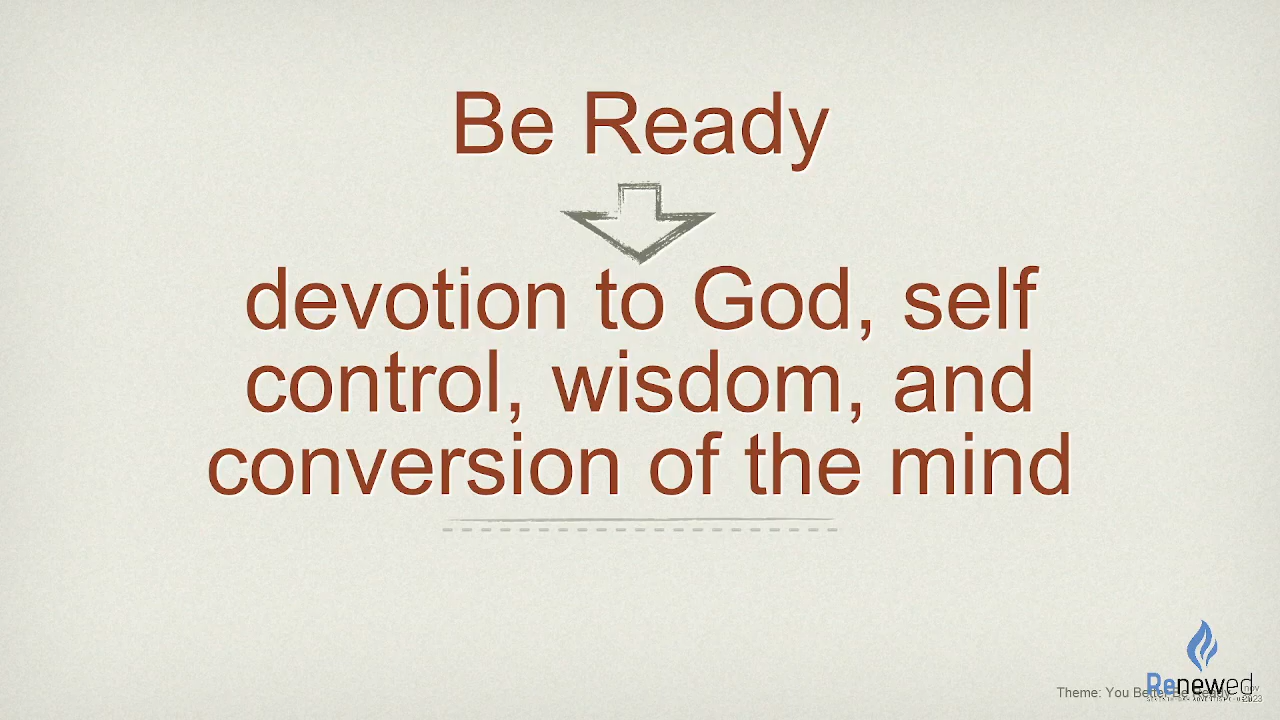 Be Ready
devotion to God, self
control, wisdom, and
conversion of the mind
Renewed
Theme: You Better Be Ready
2023